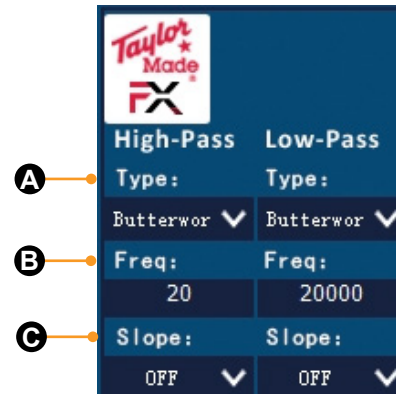 Taylor
Made
FX
High-Pass Low-Pass
A Type: Type:
Butterwor Butterwor
B Freq: Freq:
20 20000
C Slope: Slope:
OFF OFF